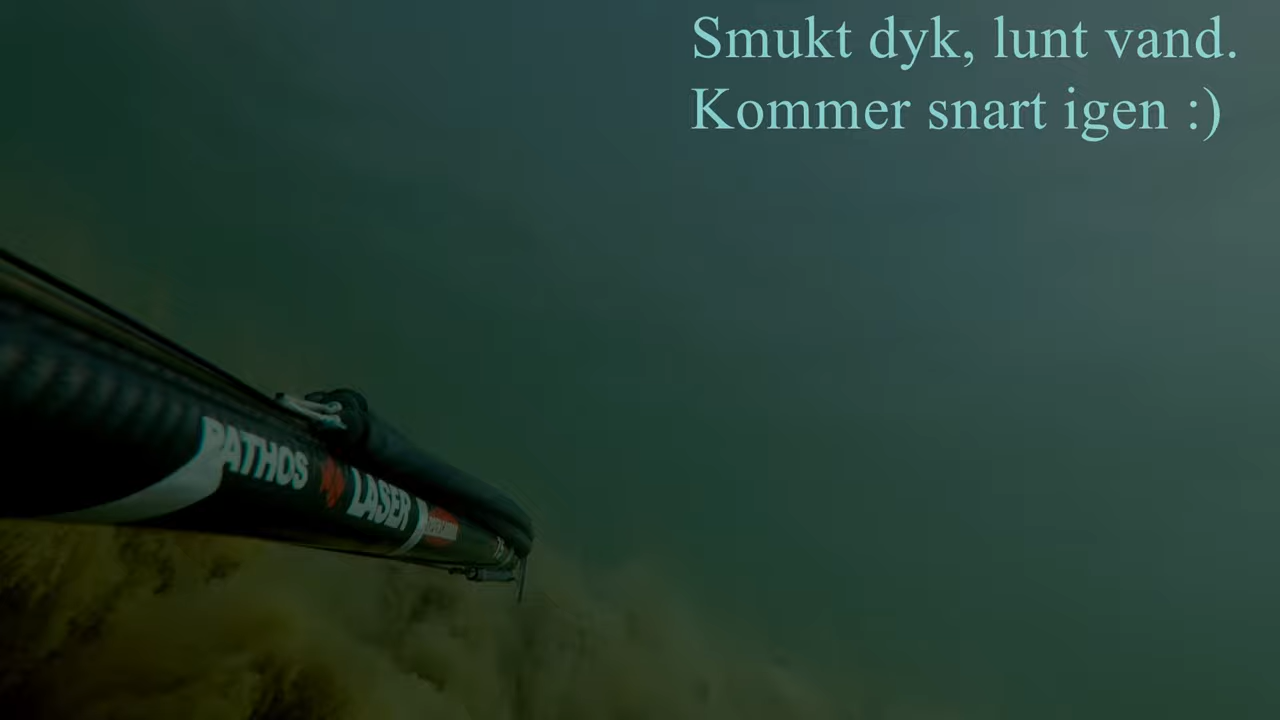 Smukt dyk, lunt vand.
Kommer snart igen :)
PATHOS LASER